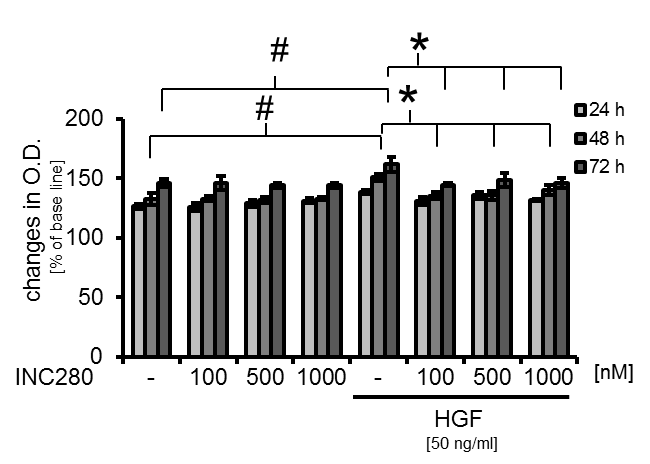 #
*
#
*
24 h
48 h
72 h
changes in O.D.
[% of base line]
200
150
100
50
0
INC280 - 100 500 1000 - 100 500 1000 [nM]
HGF
[50 ng/ml]